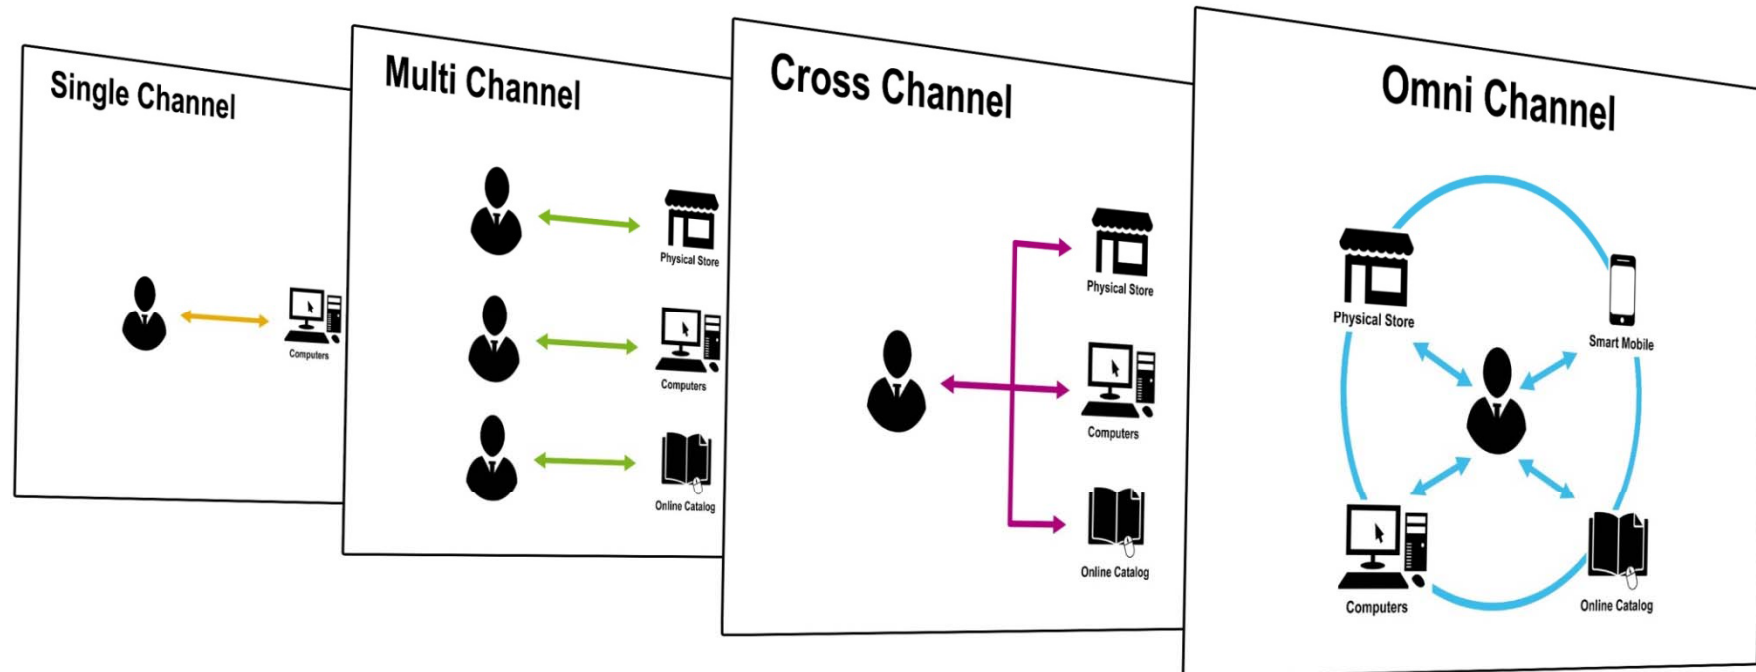 Single Channel
Computers
Multi Channel
Physical Store
Computers
Online Catalog
Cross Channel
Physical Store
Computers
Online Catalog
Omni Channel
Physical Store
Smart Mobile
Computers
Online Catalog